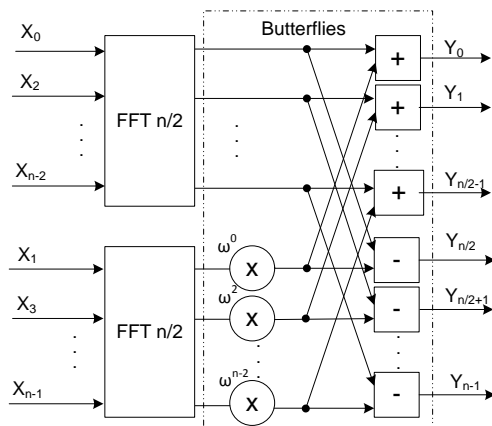 Butterflies
X0
X2
Xn-2
FFT n/2
+
+
+
Y0
Y1
Yn/2-1
X1
X3
Xn-1
FFT n/2
ω0
x
ω2
x
ωn-2
x
-
-
-
Yn/2
Yn/2+1
Yn-1